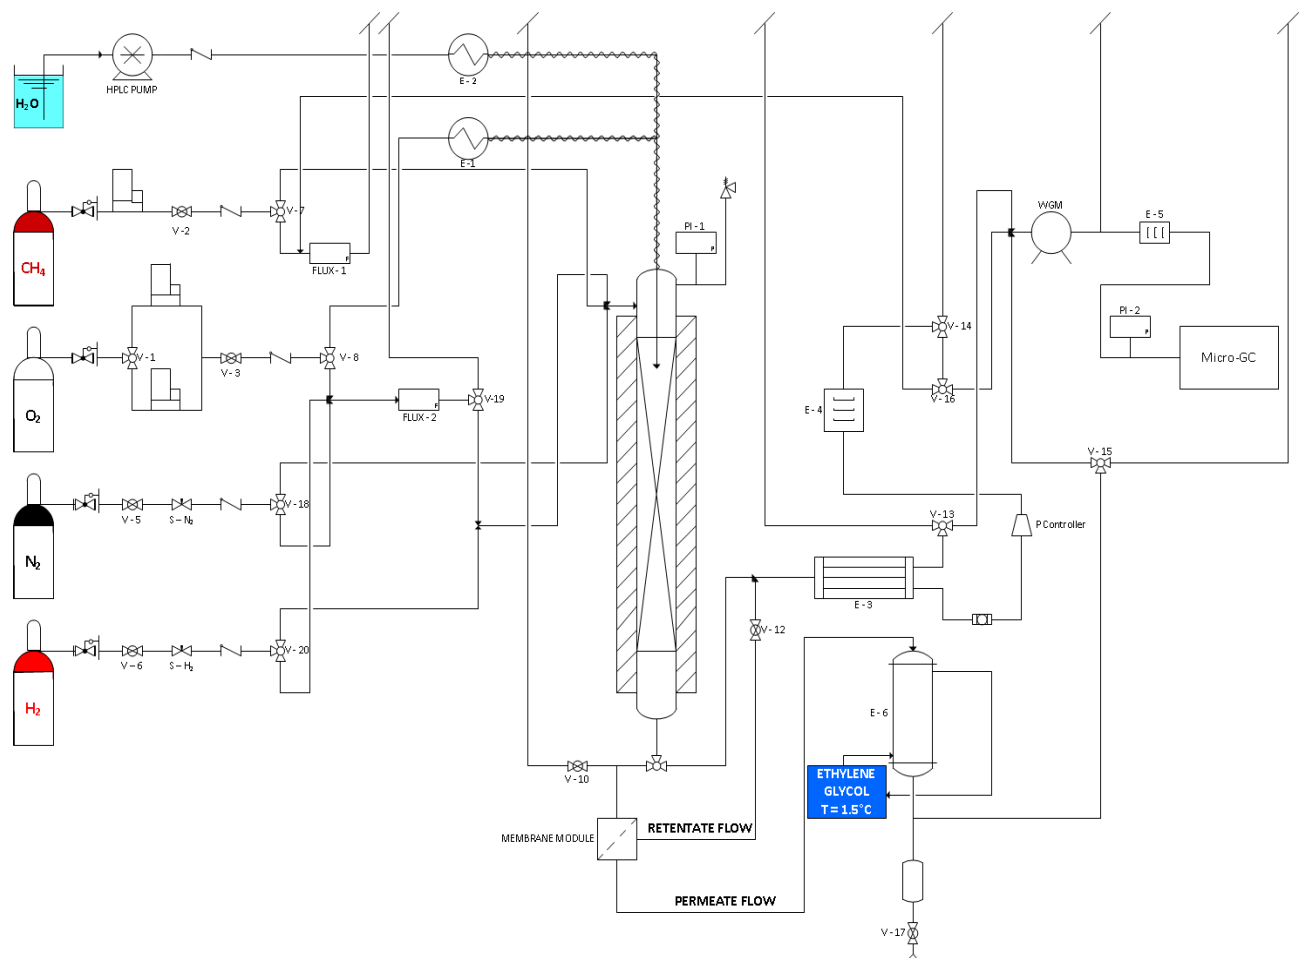 H₂O
HPLC PUMP
E-2
E-1
CH₄
V-2
V-7
FLUX-1
PI-1
P
F
WGM
E-5
PI-2
P
Micro-GC
V-14
V-16
E-4
V-15
V-13
P Controller
O₂
V-1
V-3
V-8
FLUX-2
F
V-19
N₂
V-5
S-N₂
V-18
H₂
V-6
S-H₂
V-20
E-3
V-12
E-6
V-10
ETHYLENE
GLYCOL
T = 1.5°C
MEMBRANE MODULE
RETENTATE FLOW
PERMEATE FLOW
V-17